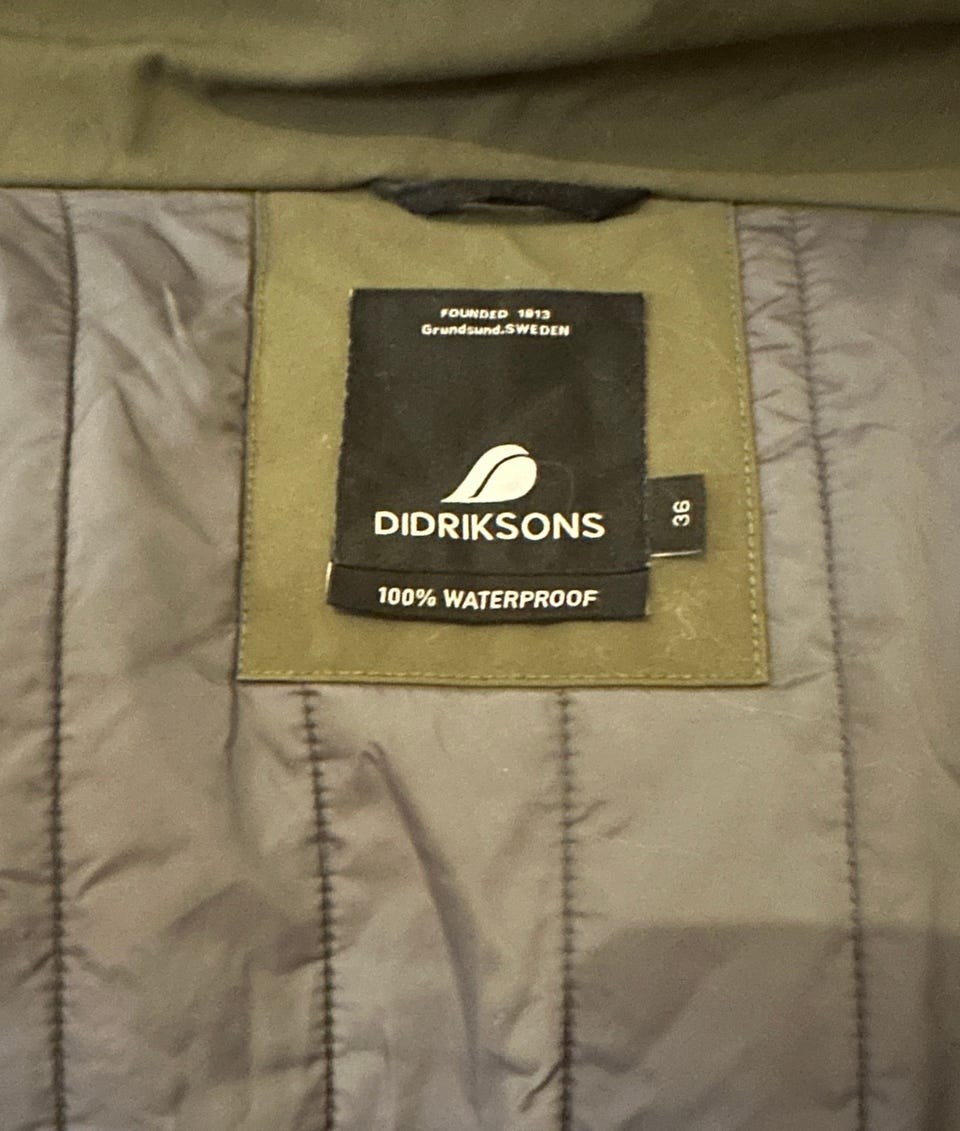 FOUNDED 1913
Grundsund.SWEDEN
DIDRIKSONS
36
100% WATERPROOF